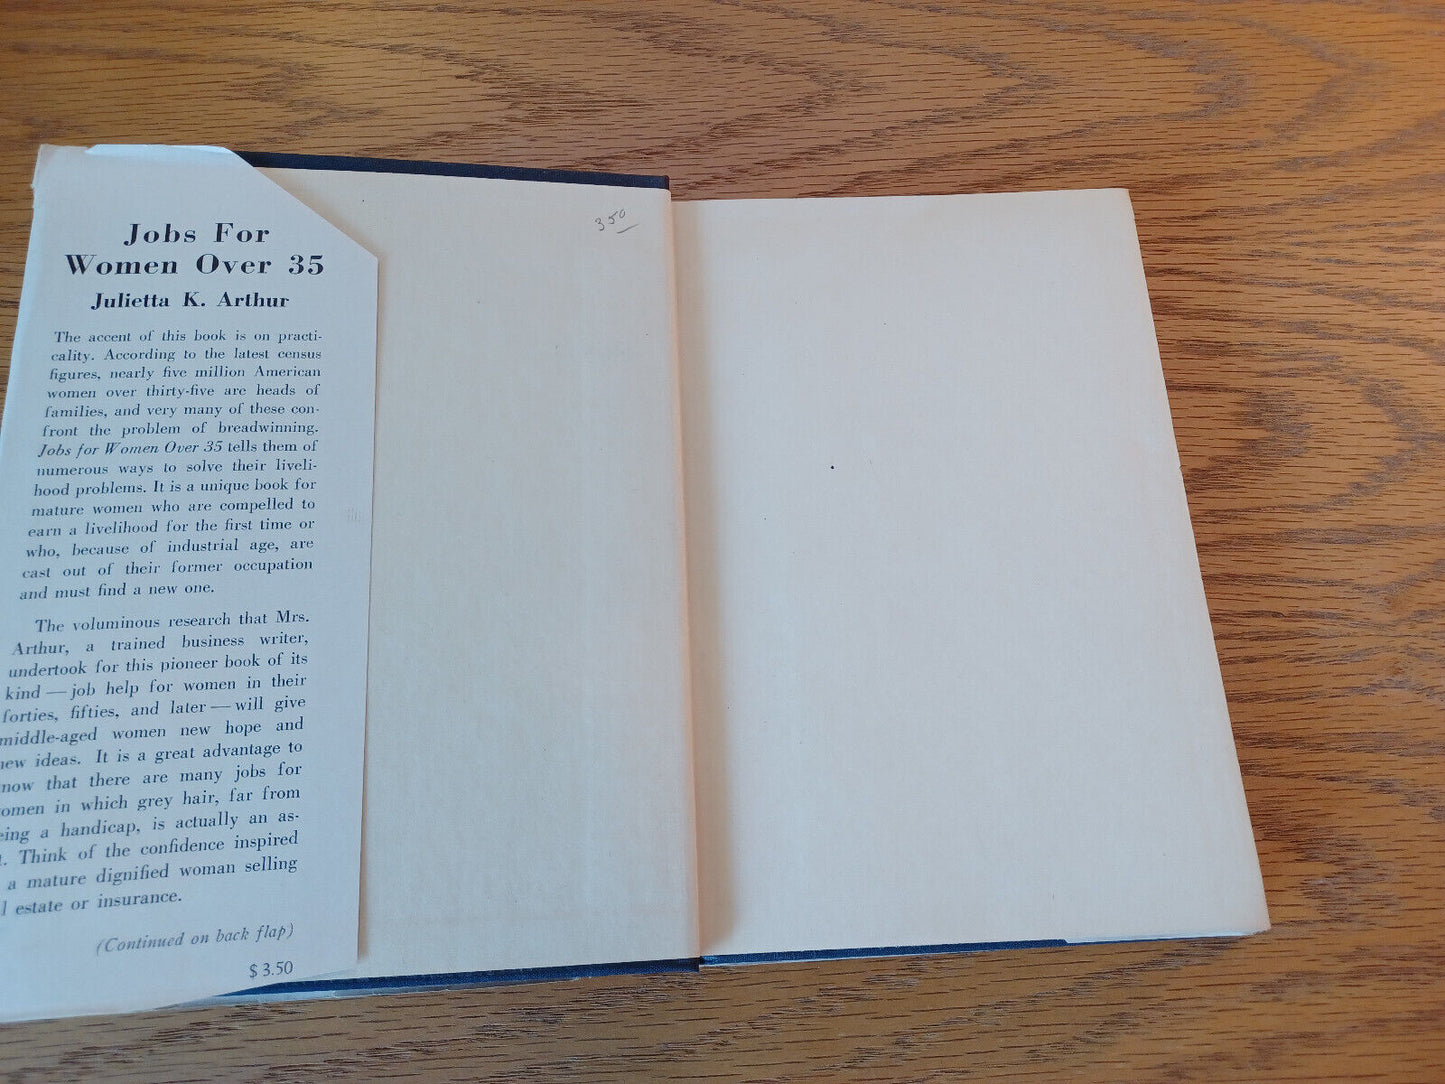 Jobs For
Women Over 35
Julietta K. Arthur
The accent of this book is on practi-
cality. According to the latest census
figures, nearly five million American
women over thirty-five are heads of
families, and very many of these con-
front the problem of breadwinning.
Jobs for Women Over 35 tells them of
numerous ways to solve their liveli-
hood problems. It is a unique book for
mature women who are compelled to
earn a livelihood for the first time or
who, because of industrial age, are
cast out of their former occupation
and must find a new one.
The voluminous research that Mrs.
Arthur, a trained business writer,
undertook for this pioneer book of its
kind — job help for women in their
forties, fifties, and later — will give
middle-aged women new hope and
new ideas. It is a great advantage to
now that there are many jobs for
omen in which grey hair, far from
eing a handicap, is actually an as-
t. Think of the confidence inspired
a mature dignified woman selling
l estate or insurance.
(Continued on back flap)
$ 3.50
350